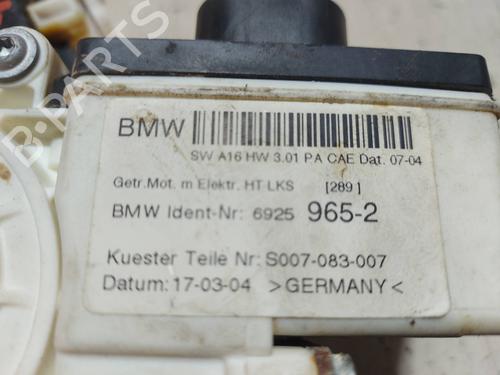 BMW
SW A16 HW 3.01 PA CAE Dat. 07-04
Getr.Mot. m Elektr. HT LKS [289]
BMW Ident-Nr: 6925 965-2
Kuester Teile Nr: S007-083-007
Datum: 17-03-04 >GERMANY<
B-PARTS